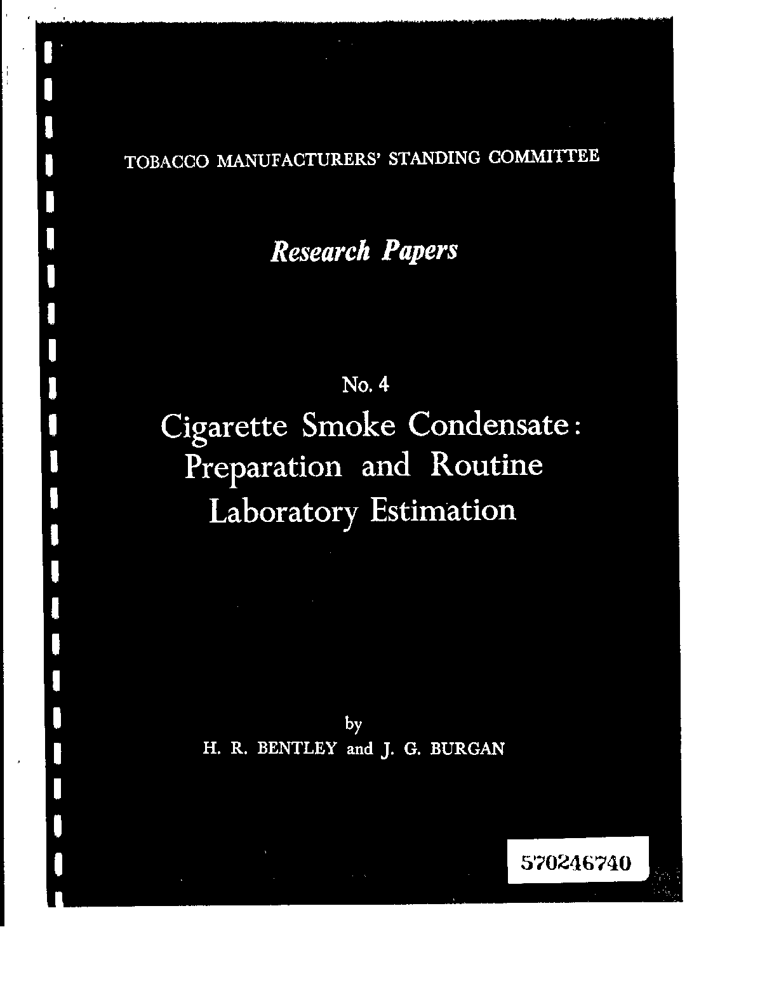 TOBACCO MANUFACTURERS' STANDING COMMITTEE
Research Papers
No. 4
Cigarette Smoke Condensate:
Preparation and Routine
Laboratory Estimation
by
H. R. BENTLEY and J. G. BURGAN
570246740